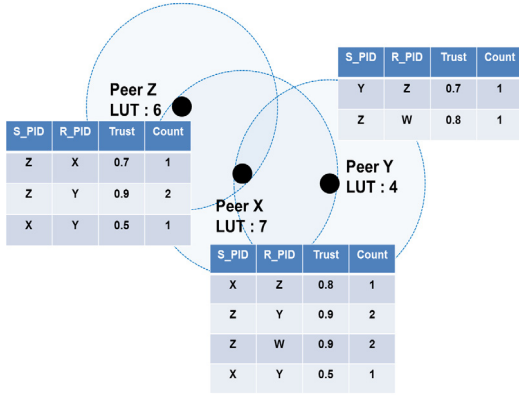 Peer Z
LUT : 6
S_PID R_PID Trust Count
Z X 0.7 1
Z Y 0.9 2
X Y 0.5 1
S_PID R_PID Trust Count
Y Z 0.7 1
Z W 0.8 1
Peer Y
LUT : 4
Peer X
LUT : 7
S_PID R_PID Trust Count
X Z 0.8 1
Z Y 0.9 2
Z W 0.9 2
X Y 0.5 1